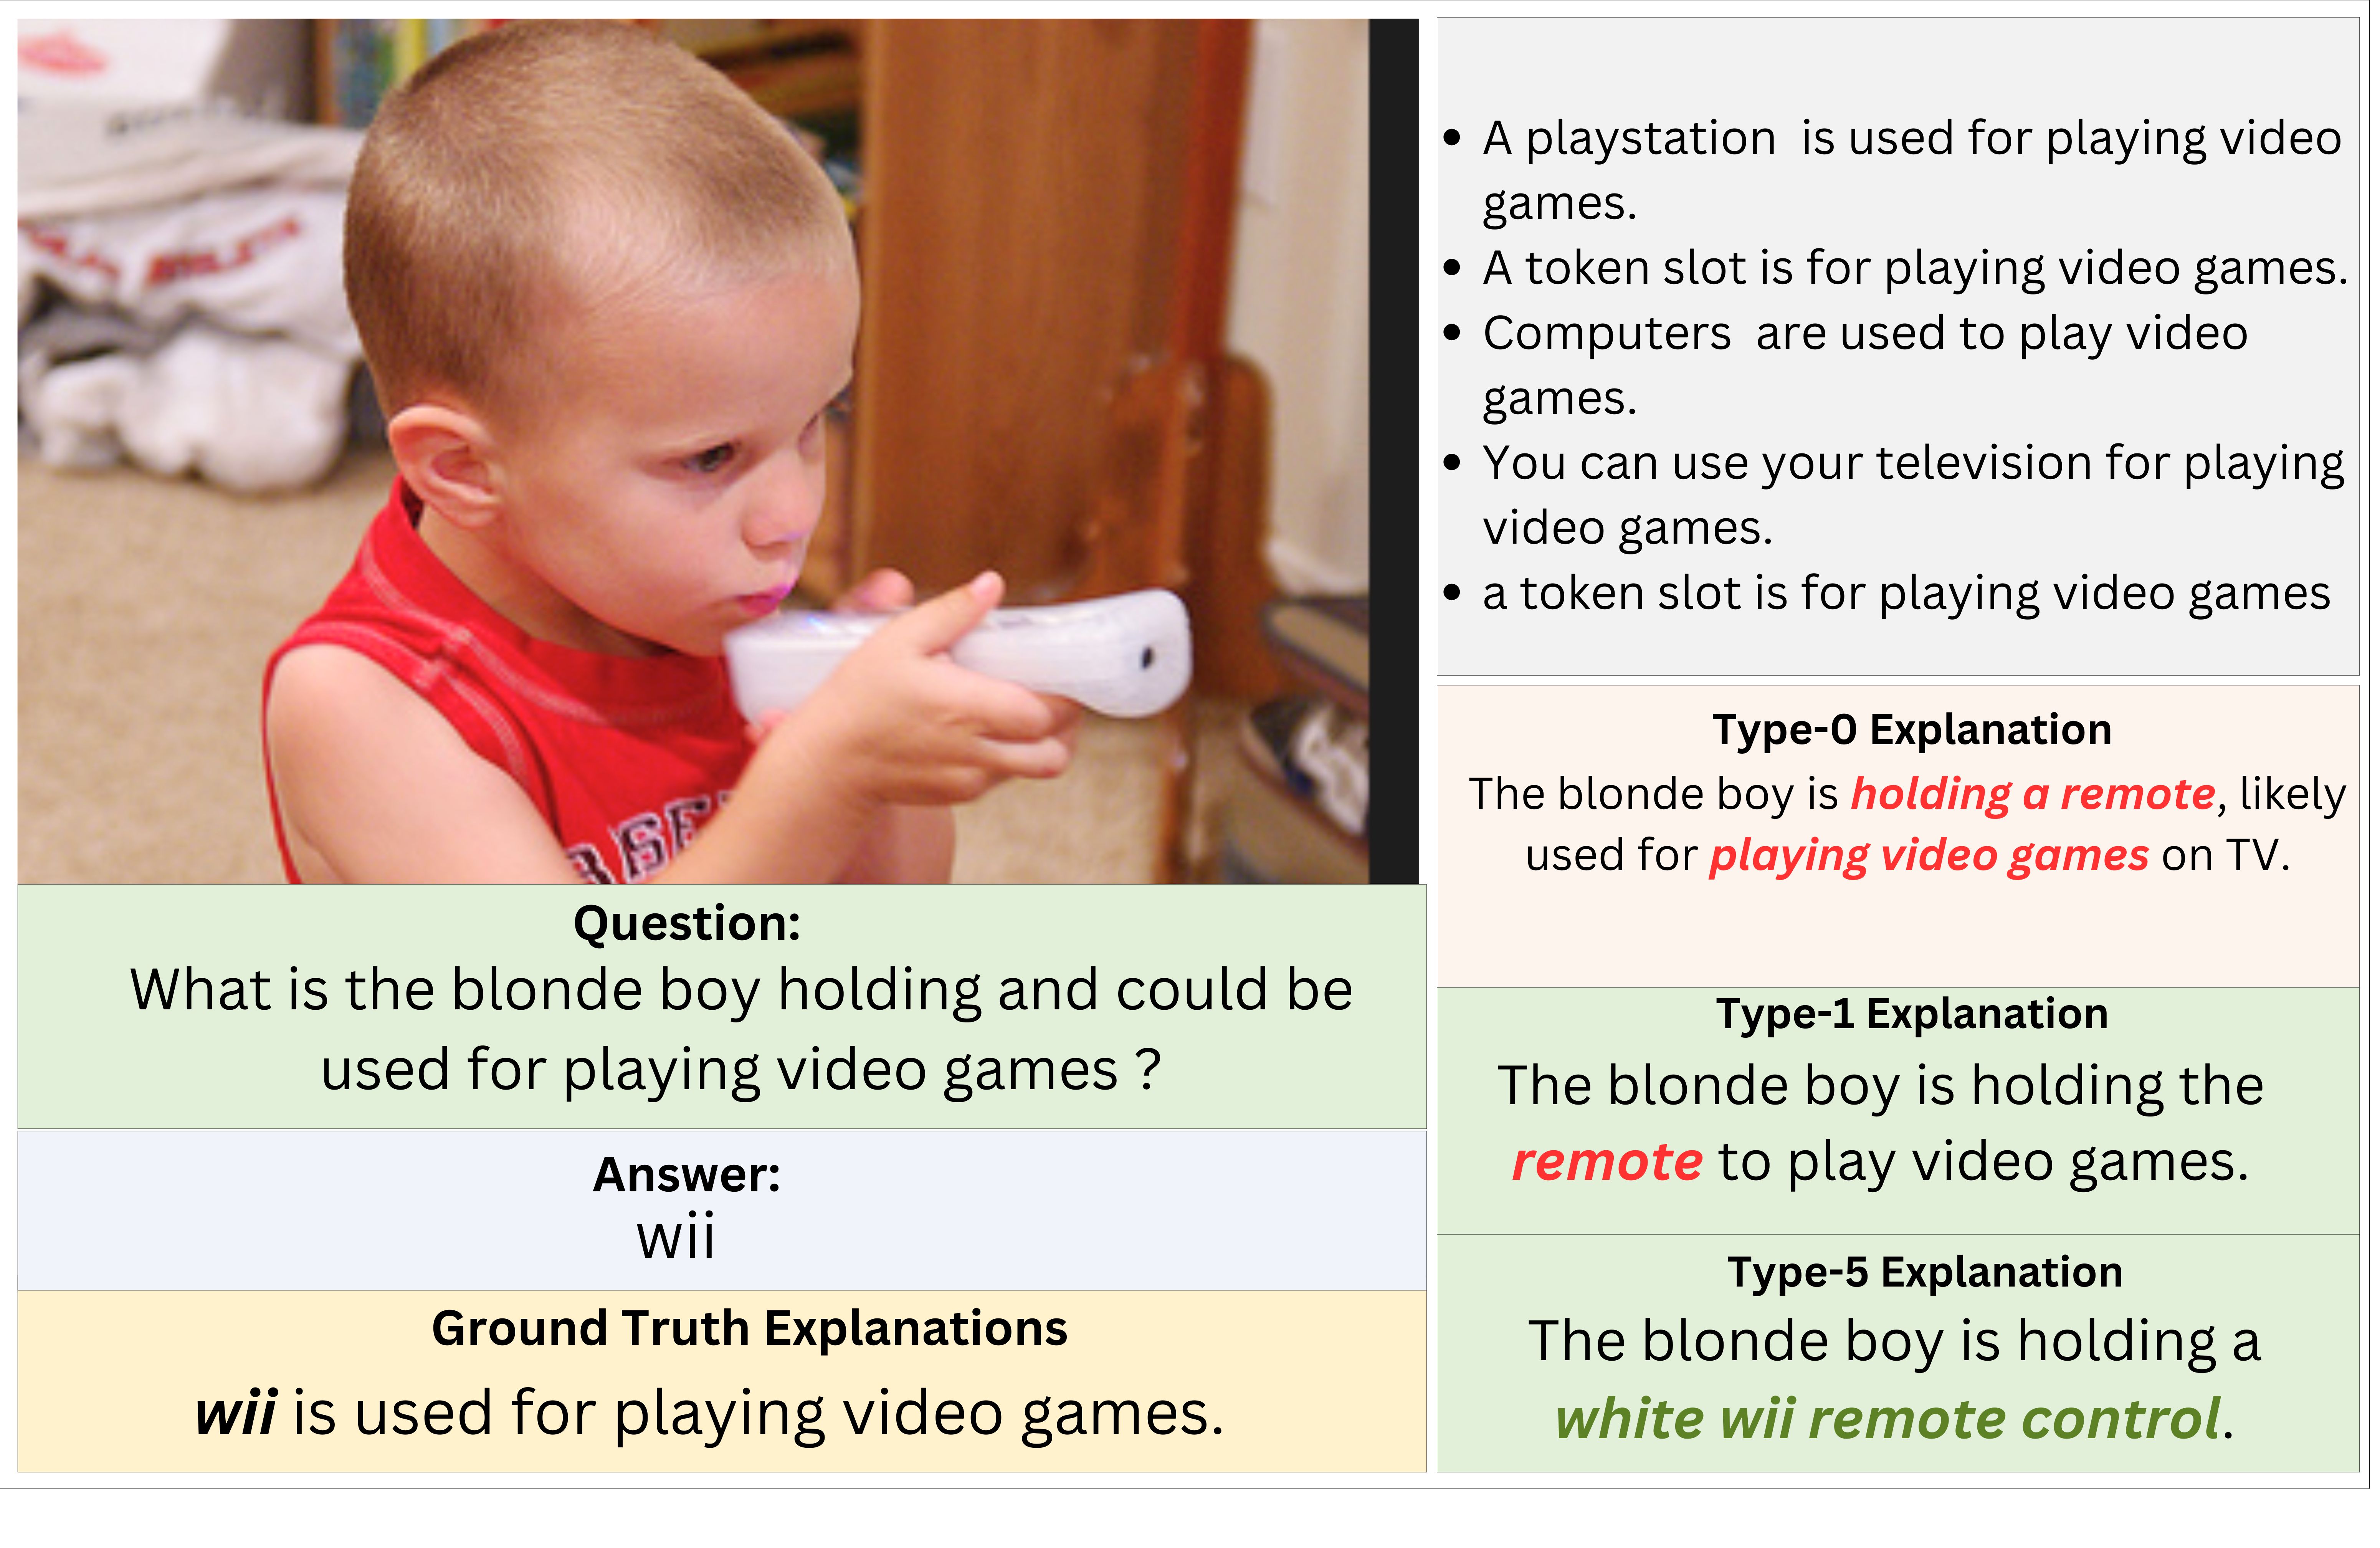 • A playstation  is used for playing video
games.
• A token slot is for playing video games.
• Computers  are used to play video
games.
• You can use your television for playing
video games.
• a token slot is for playing video games
Type-0 Explanation
The blonde boy is holding a remote, likely
used for playing video games on TV.
Type-1 Explanation
The blonde boy is holding the
remote to play video games.
Type-5 Explanation
The blonde boy is holding a
white wii remote control.
Question:
What is the blonde boy holding and could be
used for playing video games ?
Answer:
wii
Ground Truth Explanations
wii is used for playing video games.